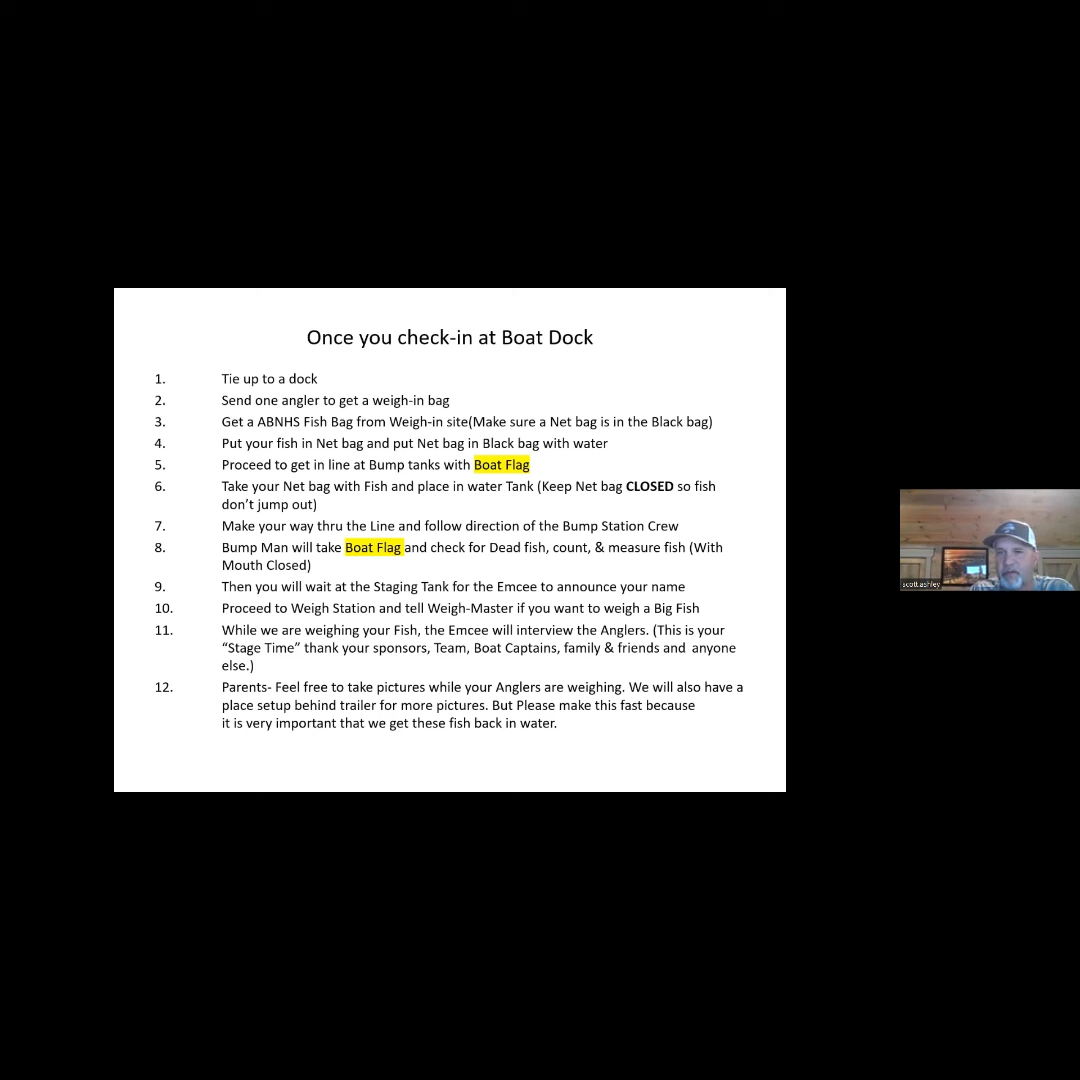 Once you check-in at Boat Dock
1. Tie up to a dock
2. Send one angler to get a weigh-in bag
3. Get a ABNHS Fish Bag from Weigh-in site(Make sure a Net bag is in the Black bag)
4. Put your fish in Net bag and put Net bag in Black bag with water
5. Proceed to get in line at Bump tanks with Boat Flag
6. Take your Net bag with Fish and place in water Tank (Keep Net bag CLOSED so fish
don’t jump out)
7. Make your way thru the Line and follow direction of the Bump Station Crew
8. Bump Man will take Boat Flag and check for Dead fish, count, & measure fish (With
Mouth Closed)
9. Then you will wait at the Staging Tank for the Emcee to announce your name
10. Proceed to Weigh Station and tell Weigh-Master if you want to weigh a Big Fish
11. While we are weighing your Fish, the Emcee will interview the Anglers. (This is your
“Stage Time” thank your sponsors, Team, Boat Captains, family & friends and anyone
else.)
12. Parents- Feel free to take pictures while your Anglers are weighing. We will also have a
place setup behind trailer for more pictures. But Please make this fast because
it is very important that we get these fish back in water.
scott.ashley